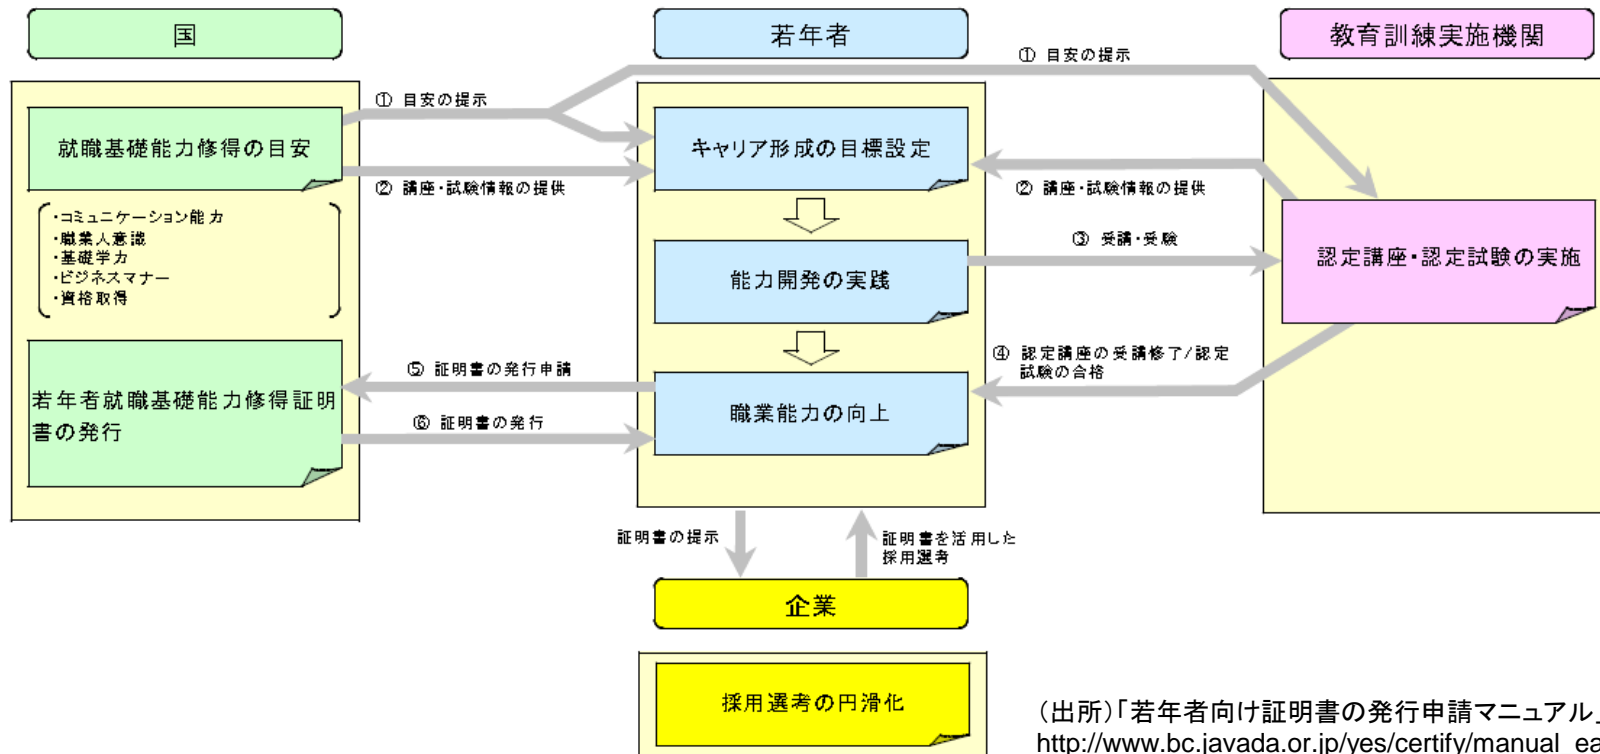 国
若年者
教育訓練実施機関
① 目安の提示
① 目安の提示
就職基礎能力修得の目安
キャリア形成の目標設定
② 講座・試験情報の提供
② 講座・試験情報の提供
・コミュニケーション能力
・職業人意識
・基礎学力
・ビジネスマナー
・資格取得
③ 受講・受験
能力開発の実践
認定講座・認定試験の実施
④ 認定講座の受講修了/認定
試験の合格
⑤ 証明書の発行申請
若年者就職基礎能力修得証明
書の発行
職業能力の向上
⑥ 証明書の発行
証明書の提示
証明書を活用した
採用選考
企業
採用選考の円滑化
（出所）「若年者向け証明書の発行申請マニュアル」
http://www.bc.javada.or.jp/yes/certify/manual_ea